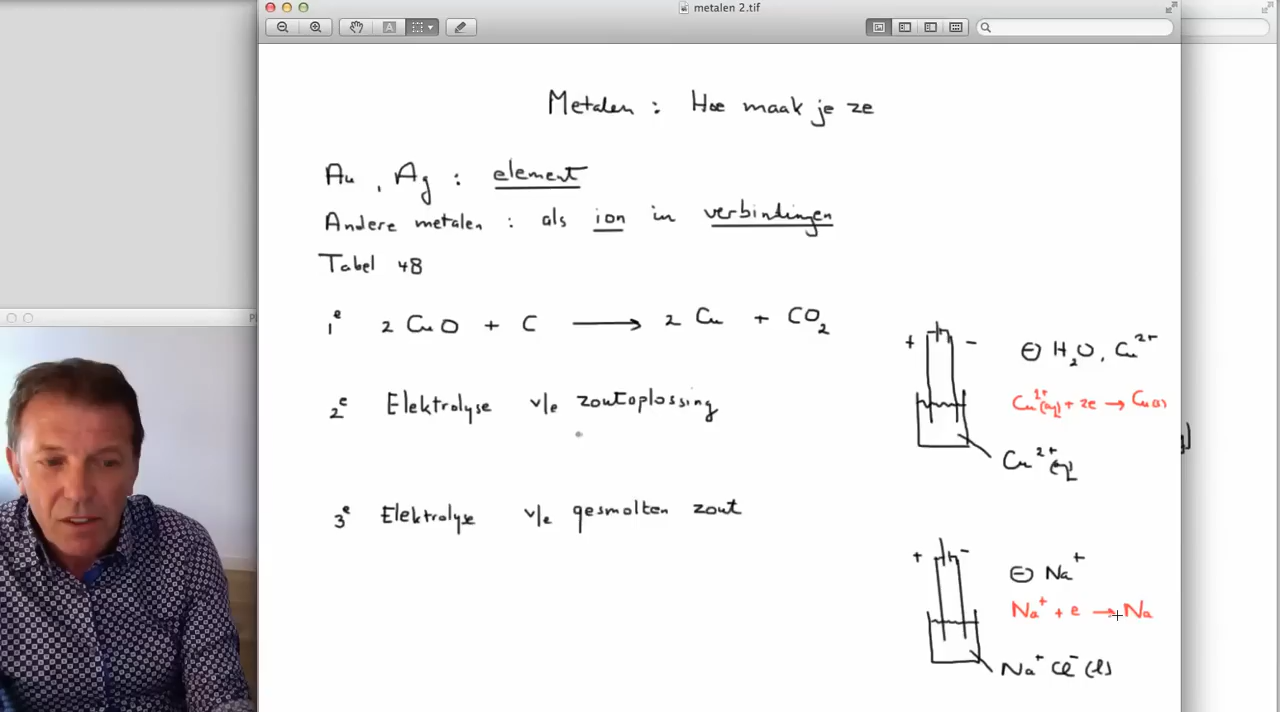 metalen 2.tif
Metalen : Hoe maak je ze
Au , Ag : element
Andere metalen : als ion in verbindingen
Tabel 48
1e 2 CuO + C → 2 Cu + CO2
+ - ⊖ H2O, Cu2+
Cu2+(aq) + 2e → Cu(s)
2e Elektrolyse v/e zoutoplossing
Cu2+(aq)
3e Elektrolyse v/e gesmolten zout
+ - ⊖ Na+
Na+ + e → Na
Na+ Cl- (l)